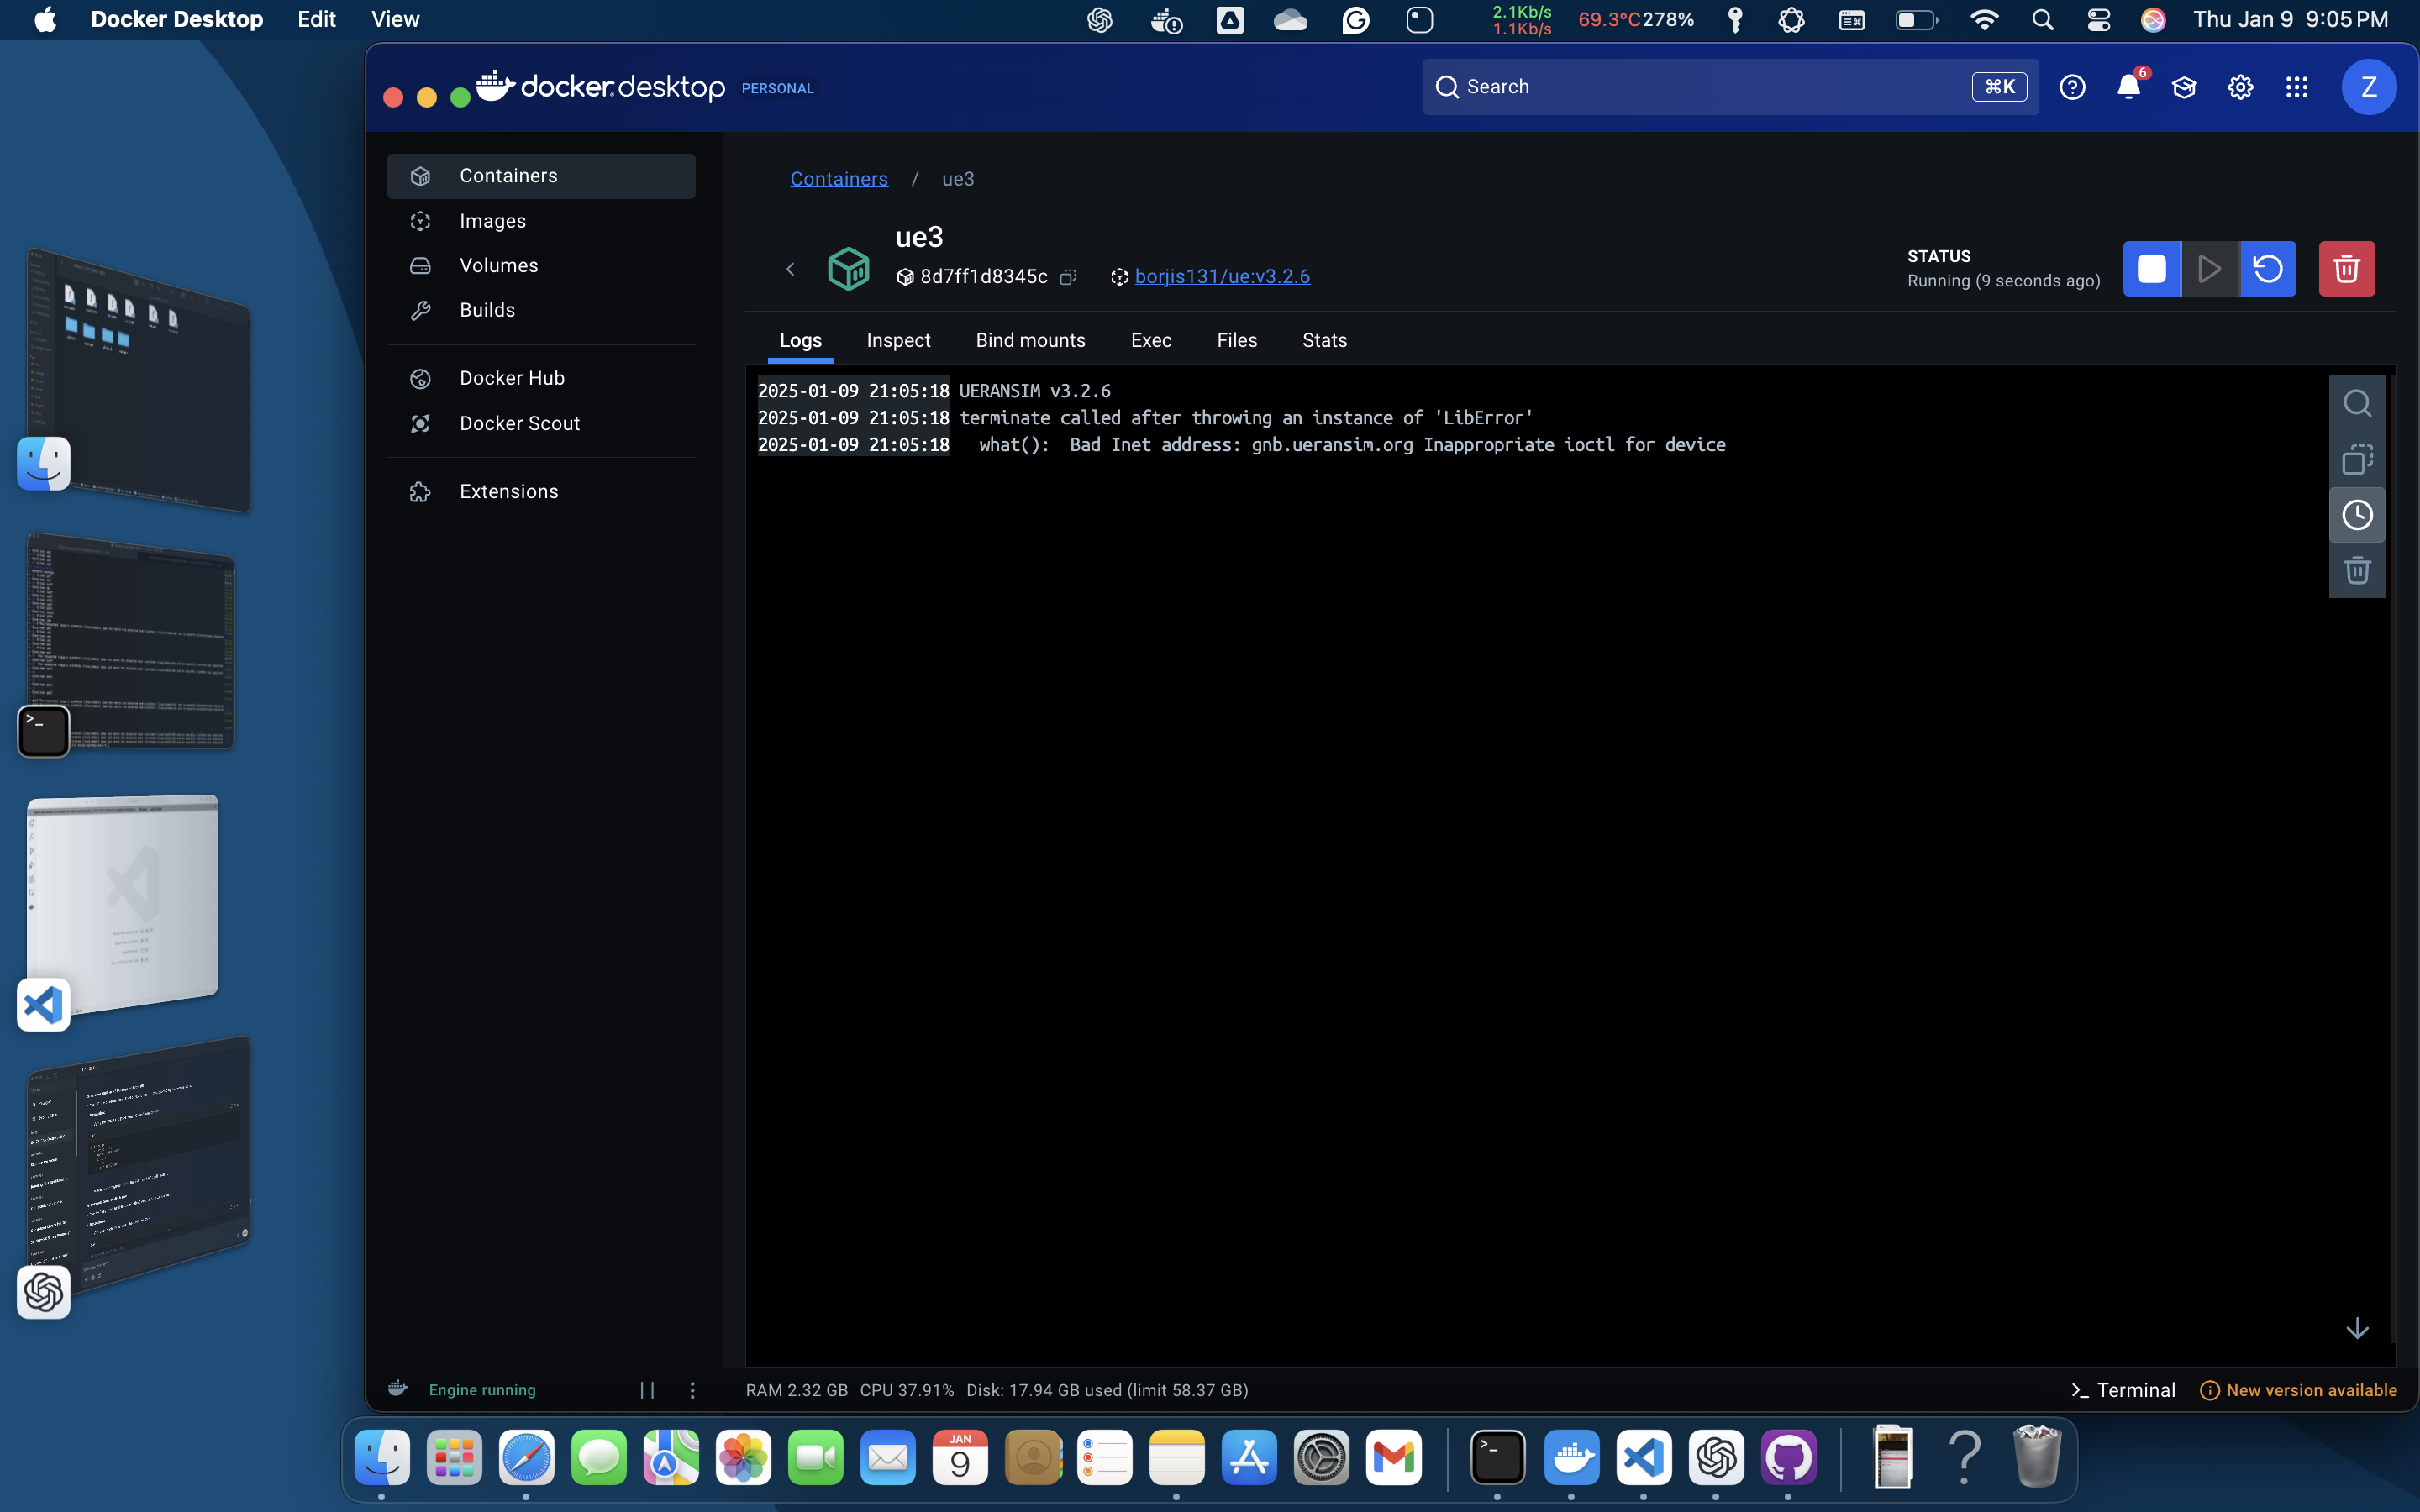 Docker Desktop Edit View
2.1Kb/s
1.1Kb/s
69.3°C 278%
Thu Jan 9 9:05 PM
docker.desktop PERSONAL
Search ⌘K
6
Z
Containers
Images
Volumes
Builds
Docker Hub
Docker Scout
Extensions
Containers / ue3
ue3
8d7ff1d8345c borjis131/ue:v3.2.6
STATUS
Running (9 seconds ago)
Logs Inspect Bind mounts Exec Files Stats
2025-01-09 21:05:18 UERANSIM v3.2.6
2025-01-09 21:05:18 terminate called after throwing an instance of 'LibError'
2025-01-09 21:05:18 what(): Bad Inet address: gnb.ueransim.org Inappropriate ioctl for device
Engine running
RAM 2.32 GB CPU 37.91% Disk: 17.94 GB used (limit 58.37 GB)
>_ Terminal
New version available
JAN
9